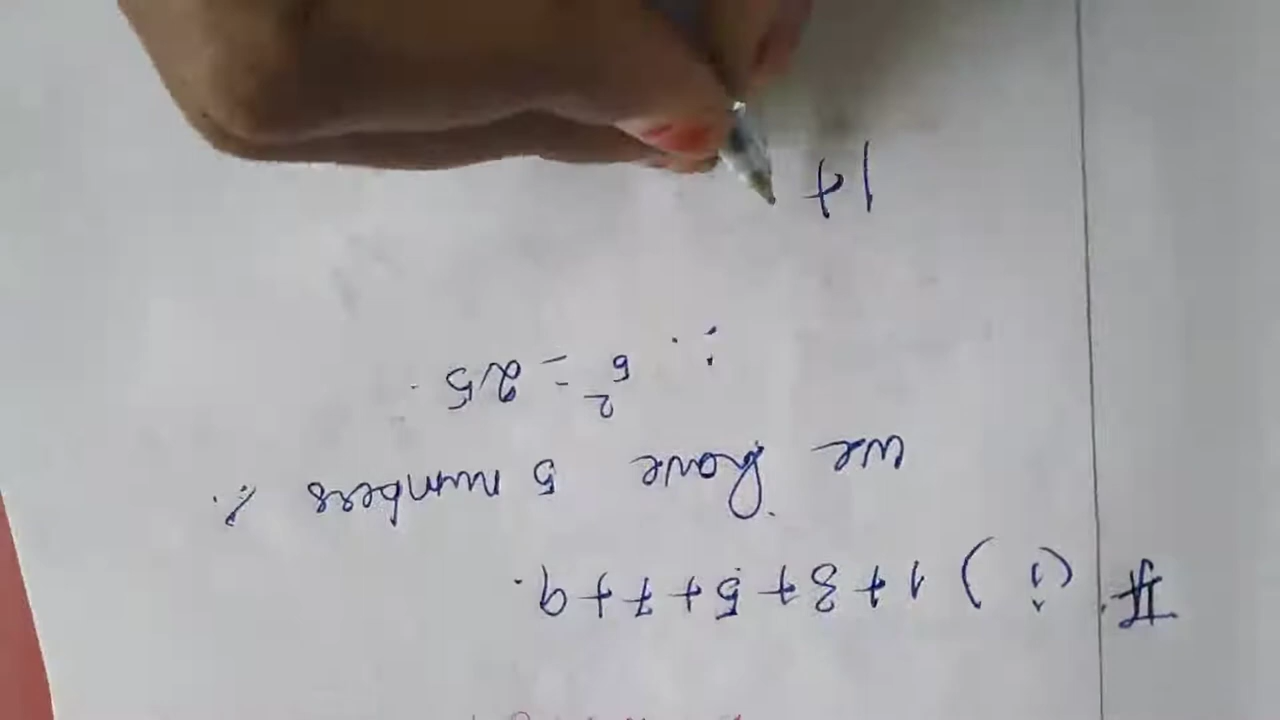 II. (i) 1+3+5+7+9.
we have 5 numbers ∴
∴ 5² = 25.
1+